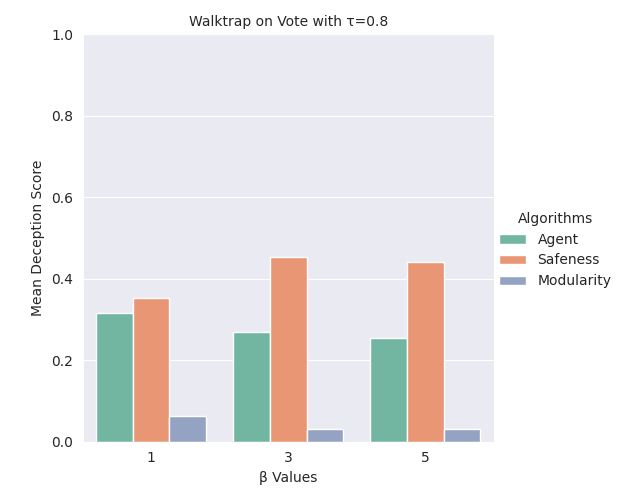 Walktrap on Vote with τ=0.8
Mean Deception Score
1.0
0.8
0.6
0.4
0.2
0.0
1
3
5
β Values
Algorithms
Agent
Safeness
Modularity